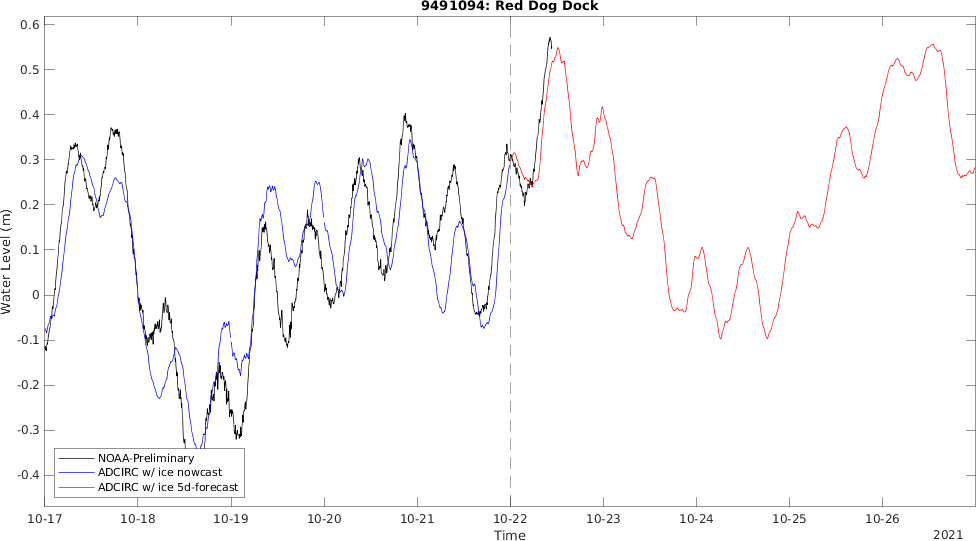 9491094: Red Dog Dock
0.6
0.5
0.4
0.3
0.2
0.1
0
-0.1
-0.2
-0.3
-0.4
Water Level (m)
NOAA-Preliminary
ADCIRC w/ ice nowcast
ADCIRC w/ ice 5d-forecast
10-17 10-18 10-19 10-20 10-21 10-22 10-23 10-24 10-25 10-26
Time
2021